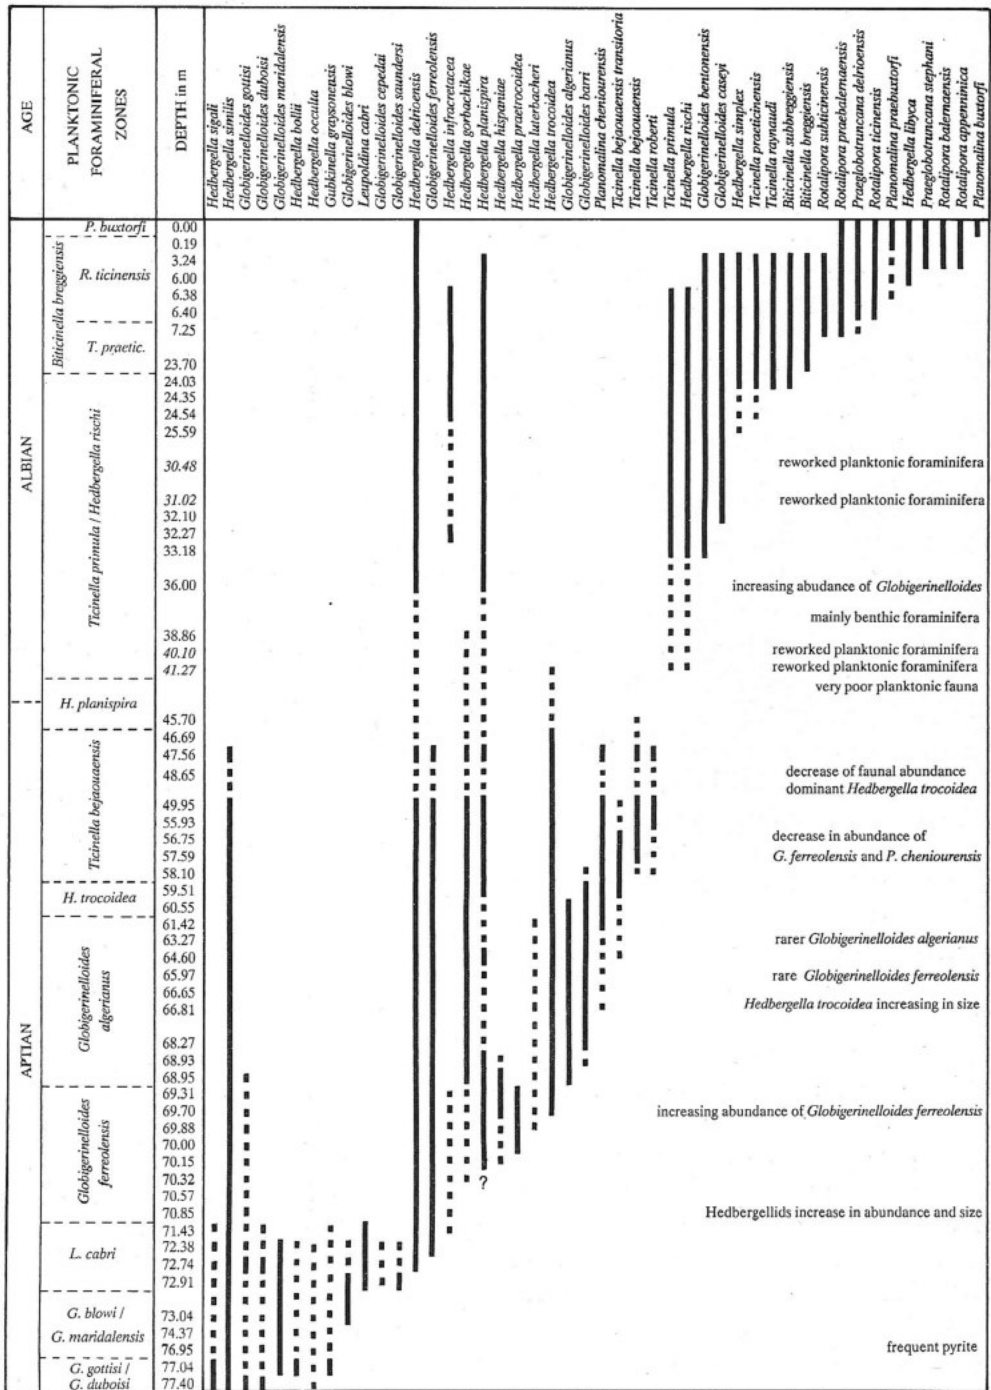 AGE
PLANKTONIC
FORAMINIFERAL
ZONES
DEPTH in m
Hedbergella sigali
Hedbergella similis
Globigerinelloides gottisi
Globigerinelloides duboisi
Globigerinelloides maridalensis
Hedbergella bollii
Hedbergella occulta
Gubkinella graysonensis
Globigerinelloides blowi
Leupoldina cabri
Globigerinelloides cepedai
Globigerinelloides saundersi
Hedbergella delrioensis
Globigerinelloides ferreolensis
Hedbergella infracretacea
Hedbergella gorbachikae
Hedbergella planispira
Hedbergella hispaniae
Hedbergella praetrocoidea
Hedbergella luterbacheri
Hedbergella trocoidea
Globigerinelloides algerianus
Globigerinelloides barri
Planomalina cheniourensis
Ticinella bejaouaensis transitoria
Ticinella bejaouaensis
Ticinella roberti
Ticinella primula
Hedbergella rischi
Globigerinelloides bentonensis
Globigerinelloides caseyi
Hedbergella simplex
Ticinella praeticinensis
Ticinella raynaudi
Biticinella subbreggiensis
Biticinella breggiensis
Rotalipora subticinensis
Rotalipora praebalernaensis
Praeglobotruncana delrioensis
Rotalipora ticinensis
Planomalina praebuxtorfi
Hedbergella libyca
Praeglobotruncana stephani
Rotalipora balernaensis
Rotalipora appenninica
Planomalina buxtorfi
ALBIAN
APTIAN
P. buxtorfi
Biticinella breggiensis
R. ticinensis
T. praetic.
Ticinella primula / Hedbergella rischi
H. planispira
Ticinella bejaouaensis
H. trocoidea
Globigerinelloides
algerianus
Globigerinelloides
ferreolensis
L. cabri
G. blowi /
G. maridalensis
G. gottisi /
G. duboisi
0.00
0.19
3.24
6.00
6.38
6.40
7.25
23.70
24.03
24.35
24.54
25.59
30.48
31.02
32.10
32.27
33.18
36.00
38.86
40.10
41.27
45.70
46.69
47.56
48.65
49.95
55.93
56.75
57.59
58.10
59.51
60.55
61.42
63.27
64.60
65.97
66.65
66.81
68.27
68.93
68.95
69.31
69.70
69.88
70.00
70.15
70.32
70.57
70.85
71.43
72.38
72.74
72.91
73.04
74.37
76.95
77.04
77.40
?
reworked planktonic foraminifera
reworked planktonic foraminifera
increasing abudance of Globigerinelloides
mainly benthic foraminifera
reworked planktonic foraminifera
reworked planktonic foraminifera
very poor planktonic fauna
decrease of faunal abundance
dominant Hedbergella trocoidea
decrease in abundance of
G. ferreolensis and P. cheniourensis
rarer Globigerinelloides algerianus
rare Globigerinelloides ferreolensis
Hedbergella trocoidea increasing in size
increasing abundance of Globigerinelloides ferreolensis
Hedbergellids increase in abundance and size
frequent pyrite